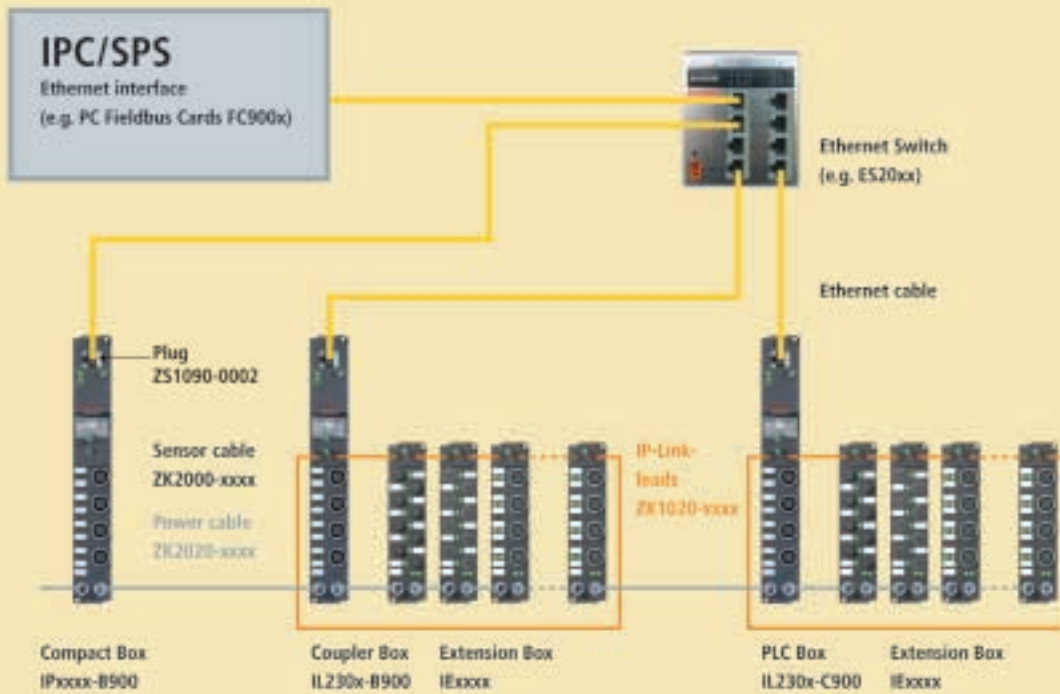 IPC/SPS
Ethernet interface
(e.g. PC Fieldbus Cards FC900x)
Ethernet Switch
(e.g. ES20xx)
Ethernet cable
Plug
ZS1090-0002
Sensor cable
ZK2000-xxxx
Power cable
ZK2020-xxxx
IP-Link-
leads
ZK1020-xxxx
Compact Box
IPxxxx-B900
Coupler Box
IL230x-B900
Extension Box
IExxxx
PLC Box
IL230x-C900
Extension Box
IExxxx